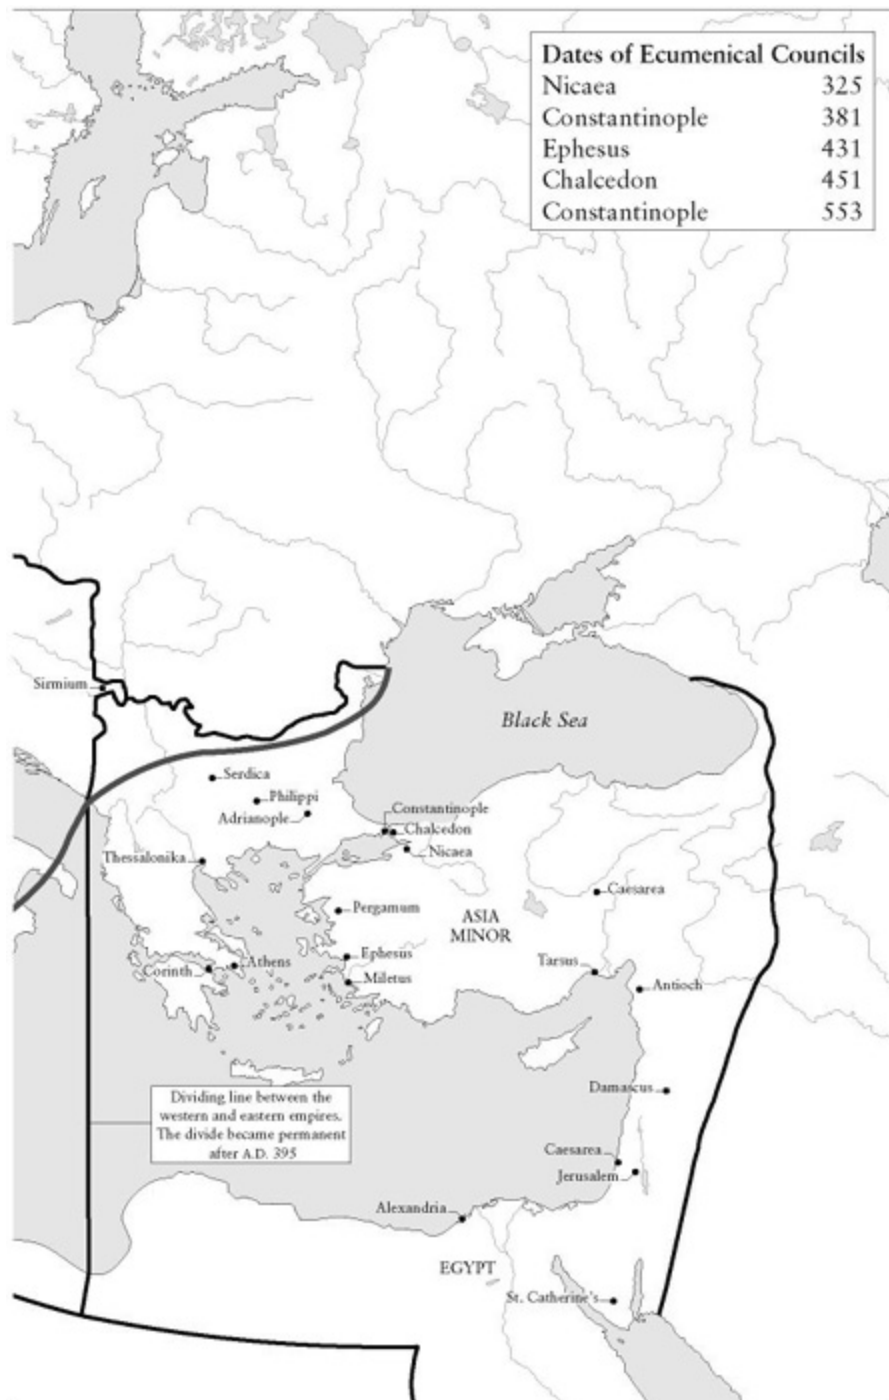 Dates of Ecumenical Councils
Nicaea 325
Constantinople 381
Ephesus 431
Chalcedon 451
Constantinople 553
Sirmium
Black Sea
Serdica
Philippi
Adrianople
Constantinople
Chalcedon
Nicaea
Thessalonika
Caesarea
Pergamum
ASIA
MINOR
Ephesus
Athens
Corinth
Miletus
Tarsus
Antioch
Damascus
Dividing line between the
western and eastern empires.
The divide became permanent
after A.D. 395
Caesarea
Jerusalem
Alexandria
EGYPT
St. Catherine's